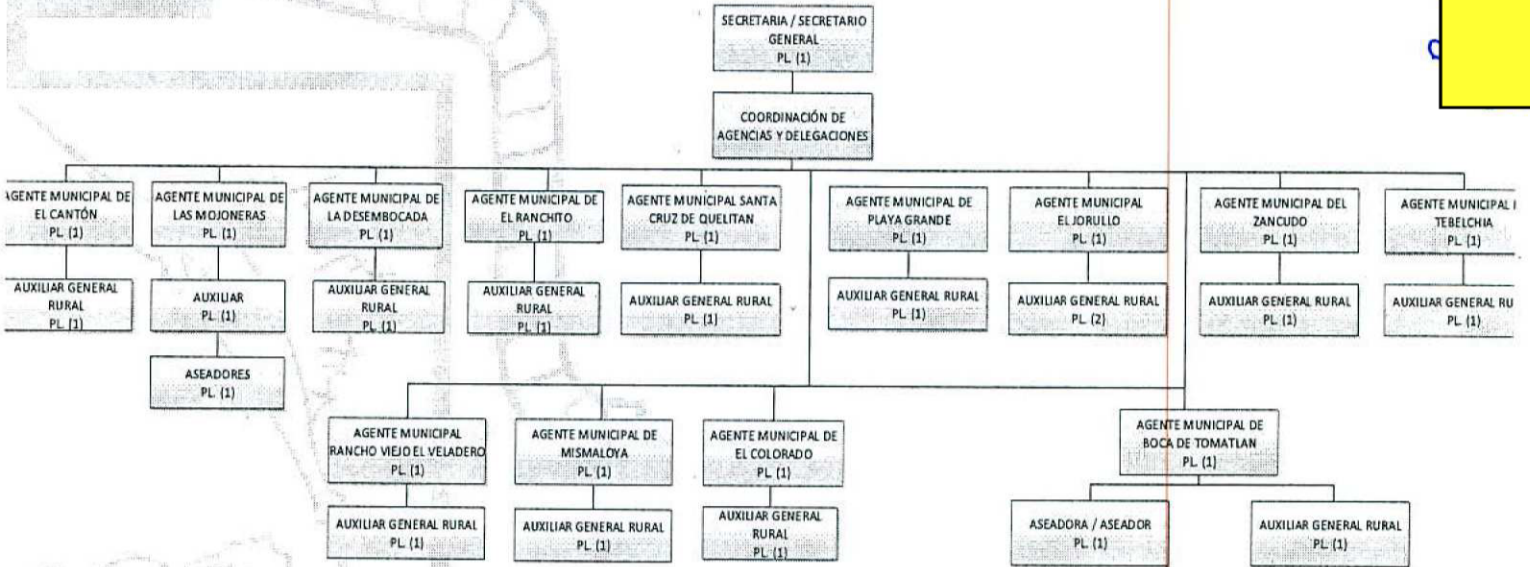 SECRETARIA / SECRETARIO
GENERAL
PL. (1)
COORDINACIÓN DE
AGENCIAS Y DELEGACIONES
AGENTE MUNICIPAL DE
EL CANTÓN
PL. (1)
AGENTE MUNICIPAL DE
LAS MOJONERAS
PL. (1)
AGENTE MUNICIPAL DE
LA DESEMBOCADA
PL. (1)
AGENTE MUNICIPAL DE
EL RANCHITO
PL. (1)
AGENTE MUNICIPAL SANTA
CRUZ DE QUELITAN
PL. (1)
AGENTE MUNICIPAL DE
PLAYA GRANDE
PL. (1)
AGENTE MUNICIPAL
EL JORULLO
PL. (1)
AGENTE MUNICIPAL DEL
ZANCUDO
PL. (1)
AGENTE MUNICIPAL
TEBELCHIA
PL. (1)
AUXILIAR GENERAL
RURAL
PL. (1)
AUXILIAR
PL. (1)
AUXILIAR GENERAL
RURAL
PL. (1)
AUXILIAR GENERAL
RURAL
PL. (1)
AUXILIAR GENERAL RURAL
PL. (1)
AUXILIAR GENERAL RURAL
PL. (1)
AUXILIAR GENERAL RURAL
PL. (2)
AUXILIAR GENERAL RURAL
PL. (1)
AUXILIAR GENERAL RU
PL. (1)
ASEADORES
PL. (1)
AGENTE MUNICIPAL
RANCHO VIEJO EL VELADERO
PL. (1)
AGENTE MUNICIPAL DE
MISMALOYA
PL. (1)
AGENTE MUNICIPAL DE
EL COLORADO
PL. (1)
AGENTE MUNICIPAL DE
BOCA DE TOMATLAN
PL. (1)
AUXILIAR GENERAL RURAL
PL. (1)
AUXILIAR GENERAL RURAL
PL. (1)
AUXILIAR GENERAL
RURAL
PL. (1)
ASEADORA / ASEADOR
PL. (1)
AUXILIAR GENERAL RURAL
PL. (1)